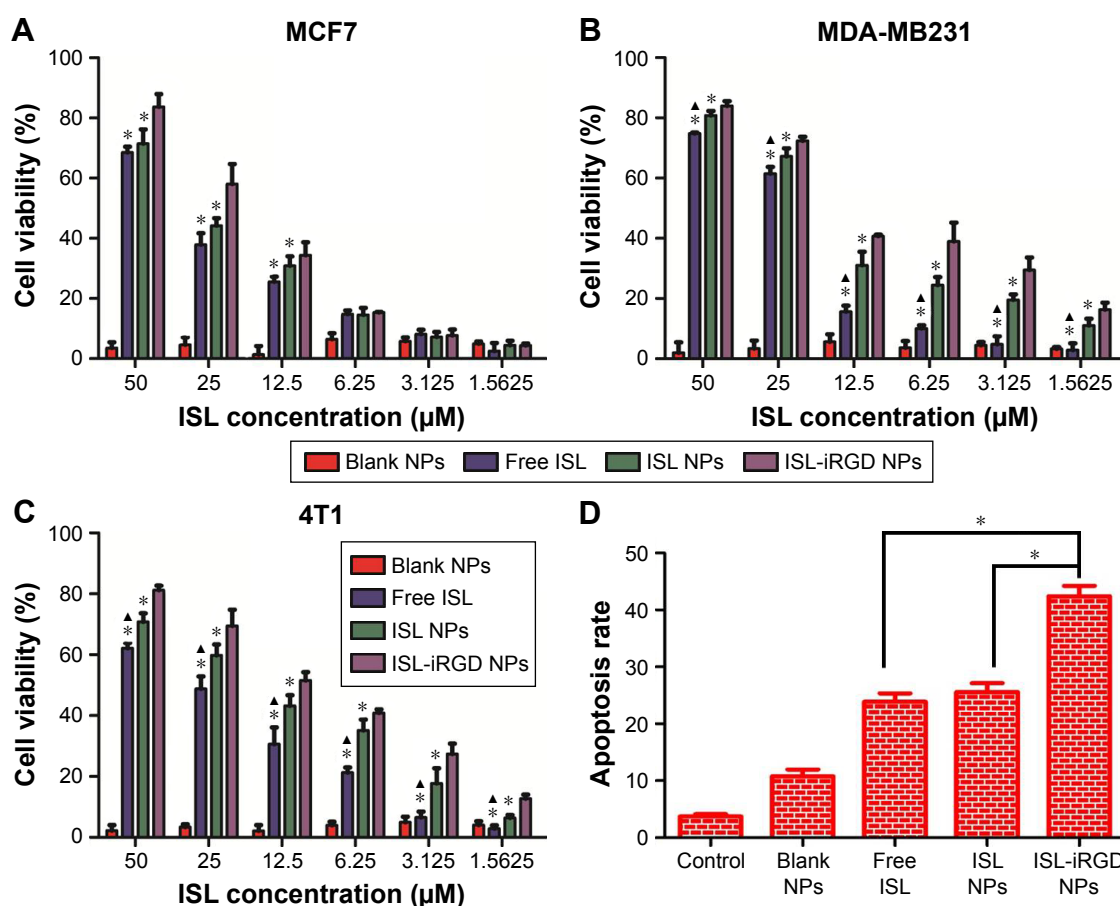 A
MCF7
Cell viability (%)
100
80
60
40
20
0
* * * * * *
50 25 12.5 6.25 3.125 1.5625
ISL concentration (µM)
B
MDA-MB231
Cell viability (%)
100
80
60
40
20
0
▲ ▲ ▲ ▲ ▲ ▲
* * * * * * * * * * * *
50 25 12.5 6.25 3.125 1.5625
ISL concentration (µM)
Blank NPs Free ISL ISL NPs ISL-iRGD NPs
C
4T1
Cell viability (%)
100
80
60
40
20
0
Blank NPs
Free ISL
ISL NPs
ISL-iRGD NPs
▲ ▲ ▲ ▲ ▲ ▲
* * * * * * * * * * * *
50 25 12.5 6.25 3.125 1.5625
ISL concentration (µM)
D
Apoptosis rate
50
40
30
20
10
0
*
*
Control Blank NPs Free ISL ISL NPs ISL-iRGD NPs